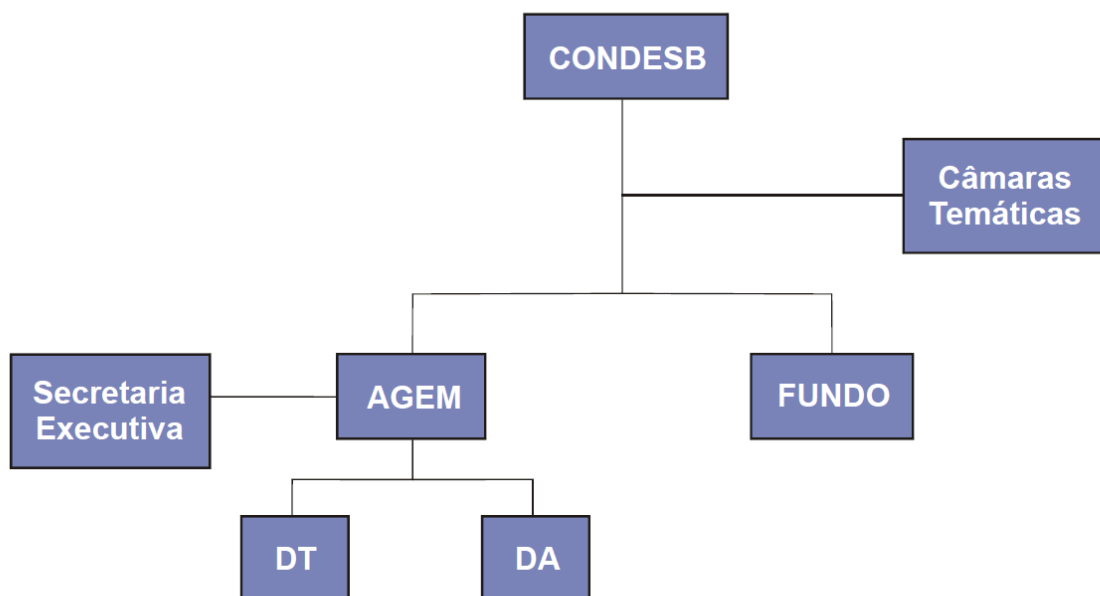 CONDESB
Câmaras
Temáticas
Secretaria
Executiva
AGEM
FUNDO
DT
DA